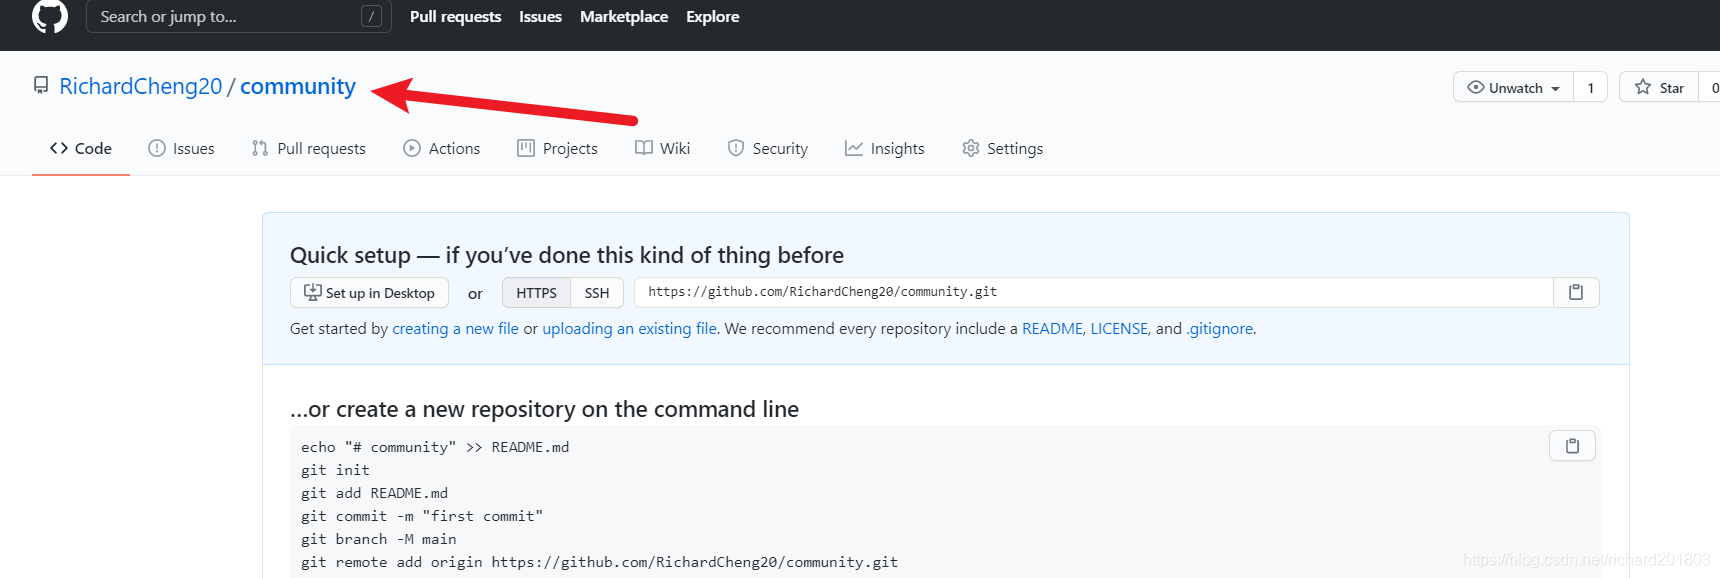 Search or jump to... / Pull requests Issues Marketplace Explore
RichardCheng20 / community Unwatch 1 Star 0
Code Issues Pull requests Actions Projects Wiki Security Insights Settings
Quick setup — if you’ve done this kind of thing before
Set up in Desktop or HTTPS SSH https://github.com/RichardCheng20/community.git
Get started by creating a new file or uploading an existing file. We recommend every repository include a README, LICENSE, and .gitignore.
…or create a new repository on the command line
echo "# community" >> README.md
git init
git add README.md
git commit -m "first commit"
git branch -M main
git remote add origin https://github.com/RichardCheng20/community.git
https://blog.csdn.net/richard201803